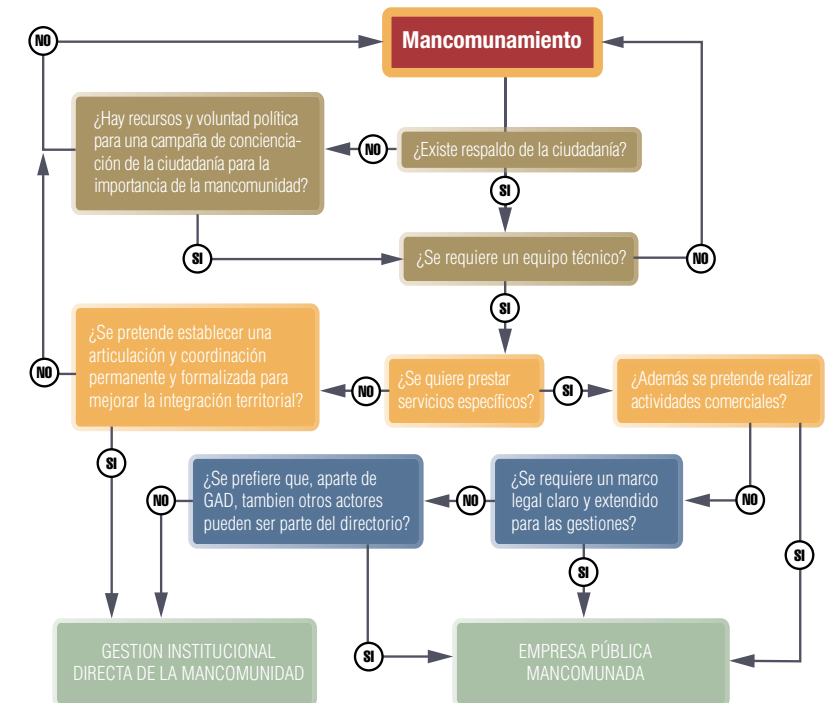 NO
Mancomunamiento
NO
¿Hay recursos y voluntad política
para una campaña de conciencia-
ción de la ciudadanía para la
importancia de la mancomunidad?
NO
¿Existe respaldo de la ciudadanía?
SI
SI
¿Se requiere un equipo técnico?
NO
SI
¿Se pretende establecer una
articulación y coordinación
permanente y formalizada para
mejorar la integración territorial?
NO
NO
¿Se quiere prestar
servicios específicos?
SI
¿Además se pretende realizar
actividades comerciales?
SI
¿Se prefiere que, aparte de
GAD, tambien otros actores
pueden ser parte del directorio?
NO
NO
¿Se requiere un marco
legal claro y extendido
para las gestiones?
NO
SI
SI
SI
GESTION INSTITUCIONAL
DIRECTA DE LA MANCOMUNIDAD
EMPRESA PÚBLICA
MANCOMUNADA